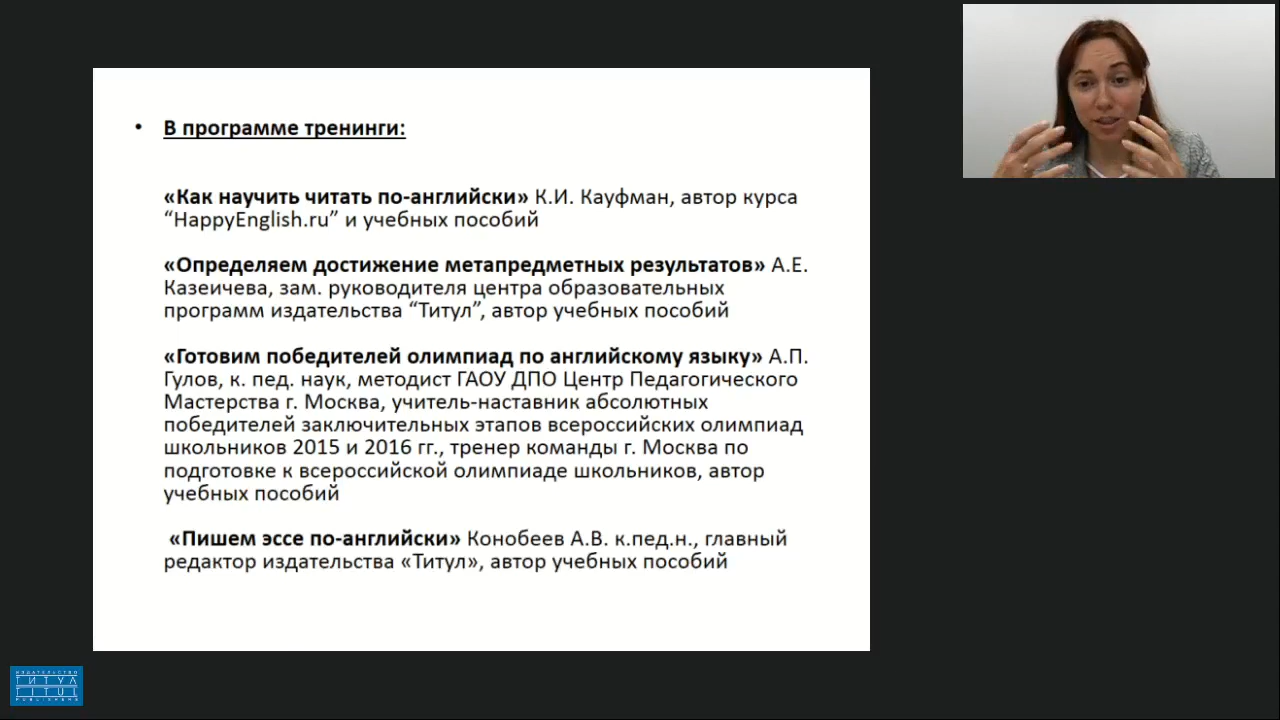 • В программе тренинги:
«Как научить читать по-английски» К.И. Кауфман, автор курса
“HappyEnglish.ru” и учебных пособий
«Определяем достижение метапредметных результатов» А.Е.
Казеичева, зам. руководителя центра образовательных
программ издательства “Титул”, автор учебных пособий
«Готовим победителей олимпиад по английскому языку» А.П.
Гулов, к. пед. наук, методист ГАОУ ДПО Центр Педагогического
Мастерства г. Москва, учитель-наставник абсолютных
победителей заключительных этапов всероссийских олимпиад
школьников 2015 и 2016 гг., тренер команды г. Москва по
подготовке к всероссийской олимпиаде школьников, автор
учебных пособий
«Пишем эссе по-английски» Конобеев А.В. к.пед.н., главный
редактор издательства «Титул», автор учебных пособий
ИЗДАТЕЛЬСТВО
ТИТУЛ
TITUL
PUBLISHERS